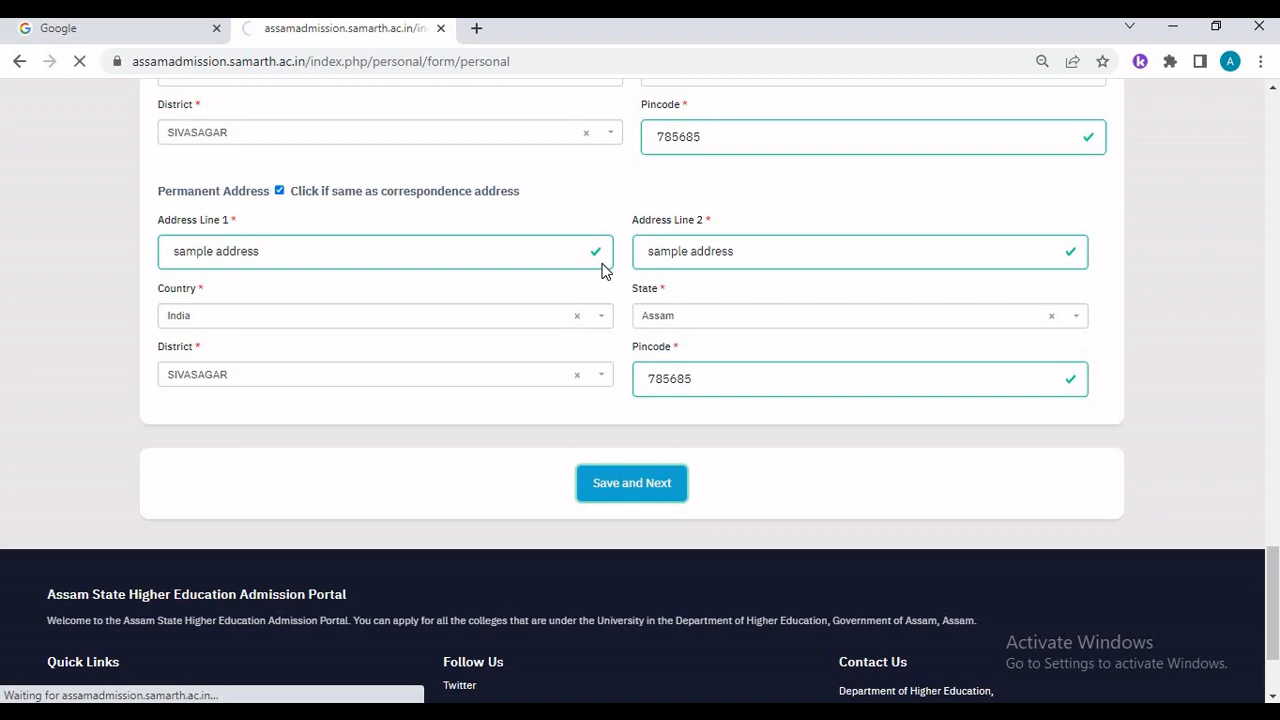 Google
assamadmission.samarth.ac.in/in
assamadmission.samarth.ac.in/index.php/personal/form/personal
A
District *
Pincode *
SIVASAGAR
785685
Permanent Address Click if same as correspondence address
Address Line 1 *
Address Line 2 *
sample address
sample address
Country *
State *
India
Assam
District *
Pincode *
SIVASAGAR
785685
Save and Next
Assam State Higher Education Admission Portal
Welcome to the Assam State Higher Education Admission Portal. You can apply for all the colleges that are under the University in the Department of Higher Education, Government of Assam, Assam.
Activate Windows
Go to Settings to activate Windows.
Quick Links
Follow Us
Contact Us
Twitter
Department of Higher Education,
Waiting for assamadmission.samarth.ac.in...